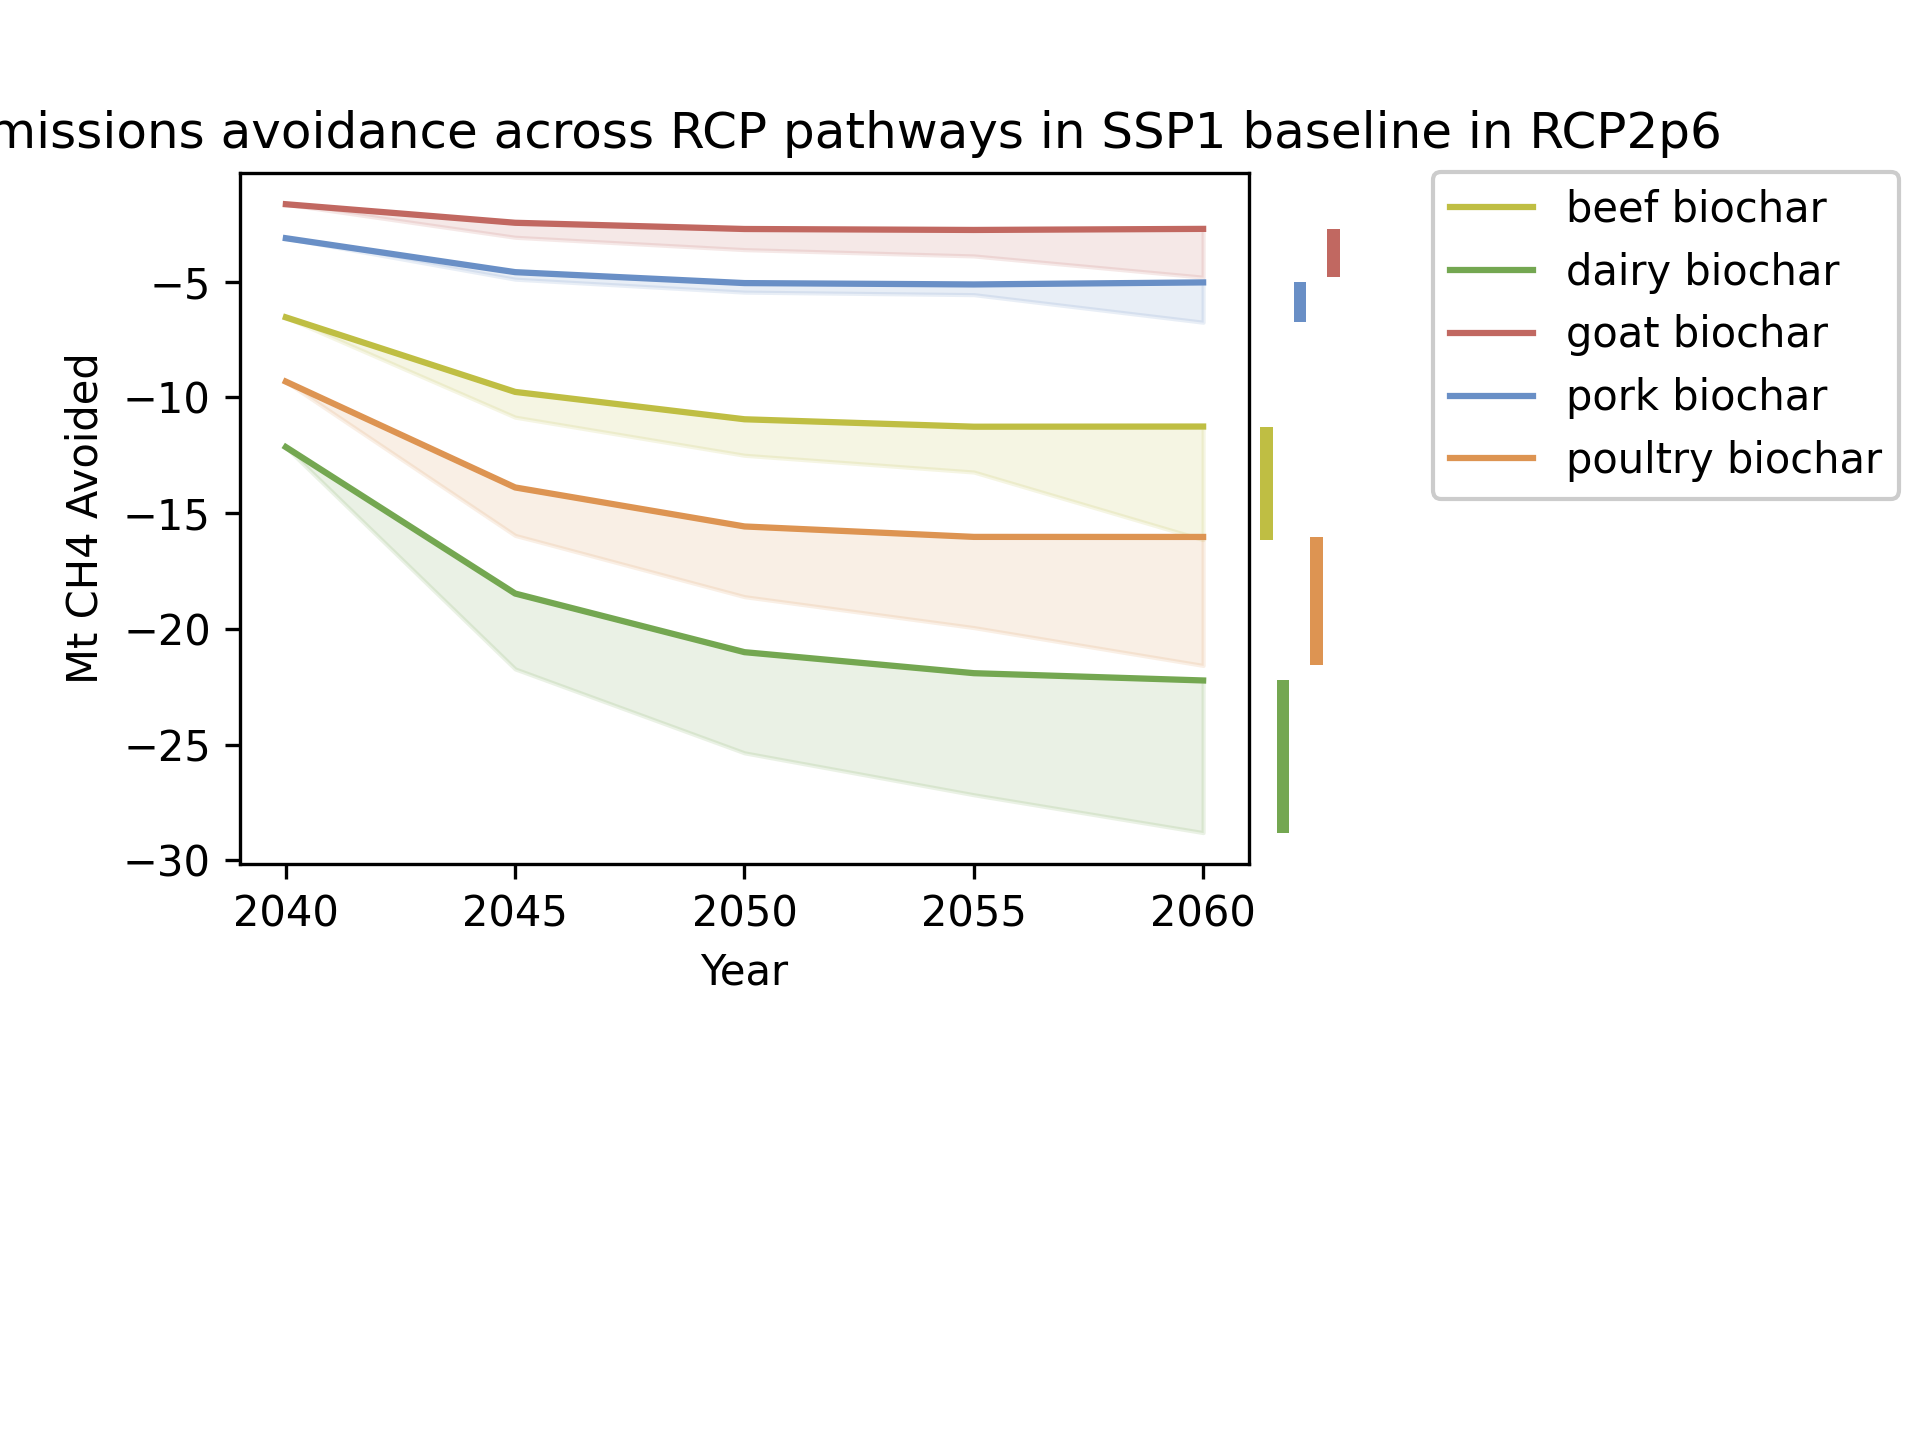 missions avoidance across RCP pathways in SSP1 baseline in RCP2p6
beef biochar
dairy biochar
goat biochar
pork biochar
poultry biochar
Mt CH4 Avoided
−5
−10
−15
−20
−25
−30
2040 2045 2050 2055 2060
Year